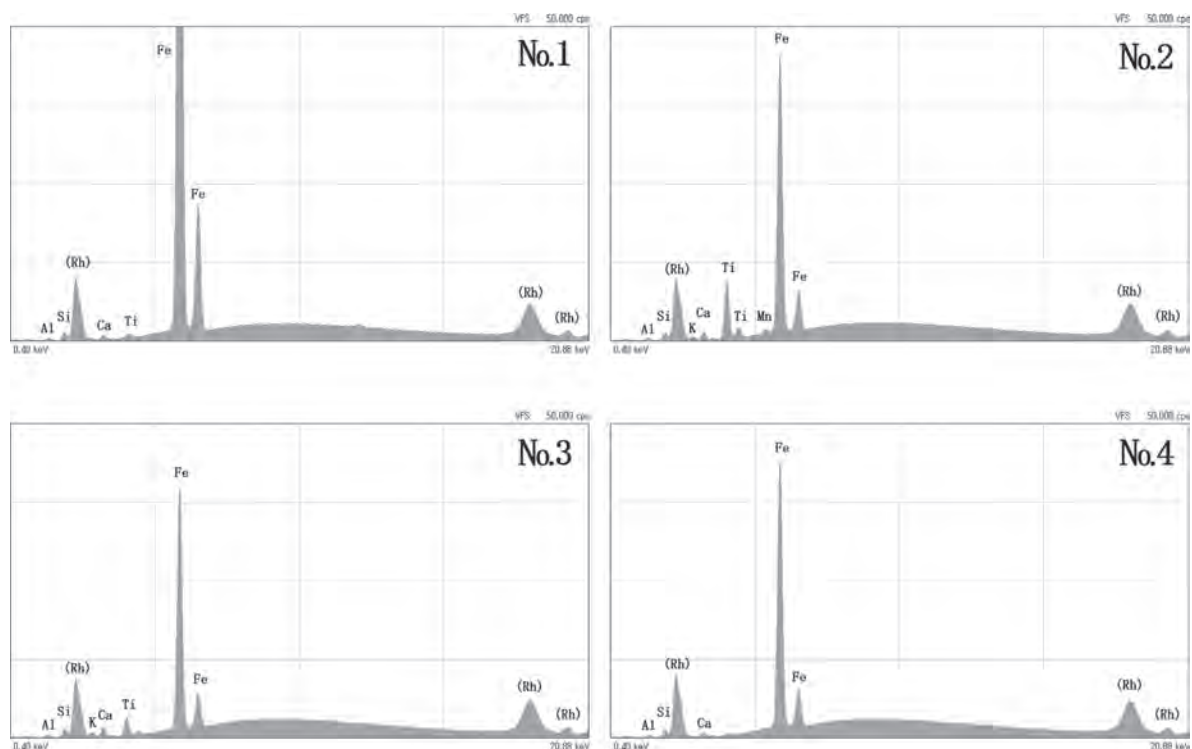 VFS 50.000 cps
No.1
Fe
Fe
(Rh)
Si
Al
Ca
Ti
(Rh)
(Rh)
0.40 keV 20.88 keV
VFS 50.000 cps
No.2
Fe
Ti
(Rh)
Fe
Ca
Si
Al
K
Ti
Mn
(Rh)
(Rh)
0.40 keV 20.88 keV
VFS 50.000 cps
No.3
Fe
(Rh)
Fe
Ti
Si
Ca
Al
K
(Rh)
(Rh)
0.40 keV 20.88 keV
VFS 50.000 cps
No.4
Fe
(Rh)
Fe
Si
Al
Ca
(Rh)
(Rh)
0.40 keV 20.88 keV